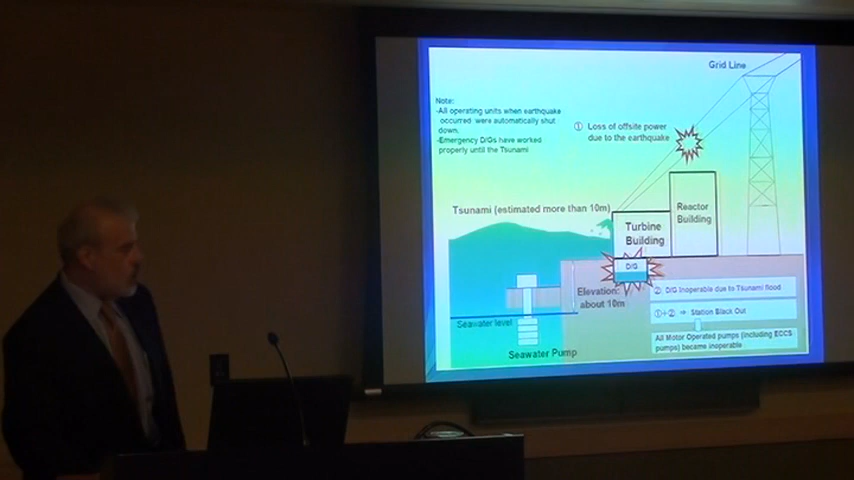 Grid Line
Note:
-All operating units when earthquake
occurred were automatically shut
down.
-Emergency D/Gs have worked
properly until the Tsunami
① Loss of offsite power
due to the earthquake
Tsunami (estimated more than 10m)
Reactor
Building
Turbine
Building
D/G
Elevation:
about 10m
② D/G Inoperable due to Tsunami flood
①+② ⇒ Station Black Out
Seawater level
All Motor Operated pumps (including ECCS
pumps) became inoperable
Seawater Pump